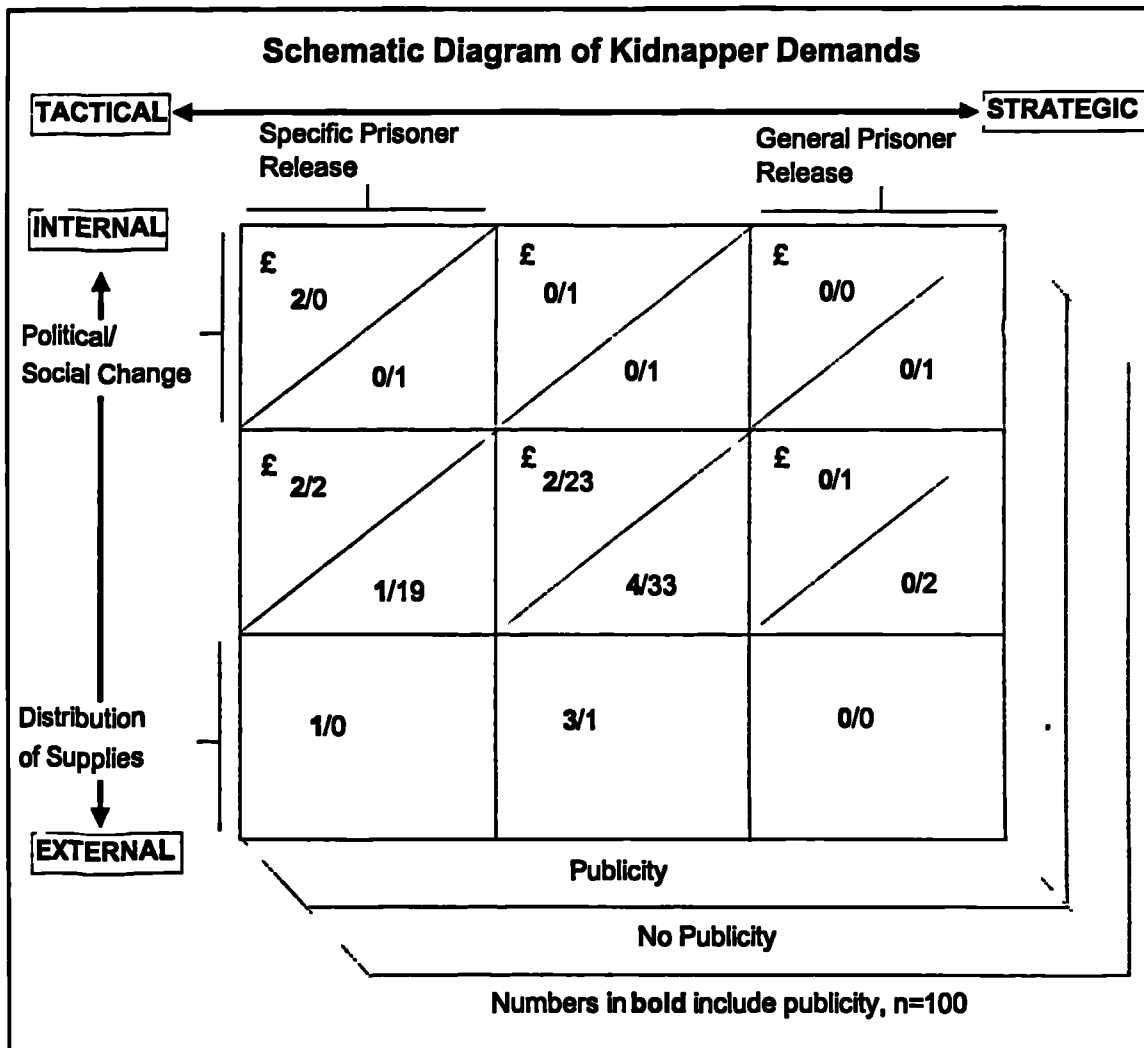 Schematic Diagram of Kidnapper Demands
TACTICAL
STRATEGIC
Specific Prisoner
Release
General Prisoner
Release
INTERNAL
£
2/0
£
0/1
£
0/0
Political/
Social Change
0/1
0/1
0/1
£
2/2
£
2/23
£
0/1
1/19
4/33
0/2
Distribution
of Supplies
1/0
3/1
0/0
EXTERNAL
Publicity
No Publicity
Numbers in bold include publicity, n=100